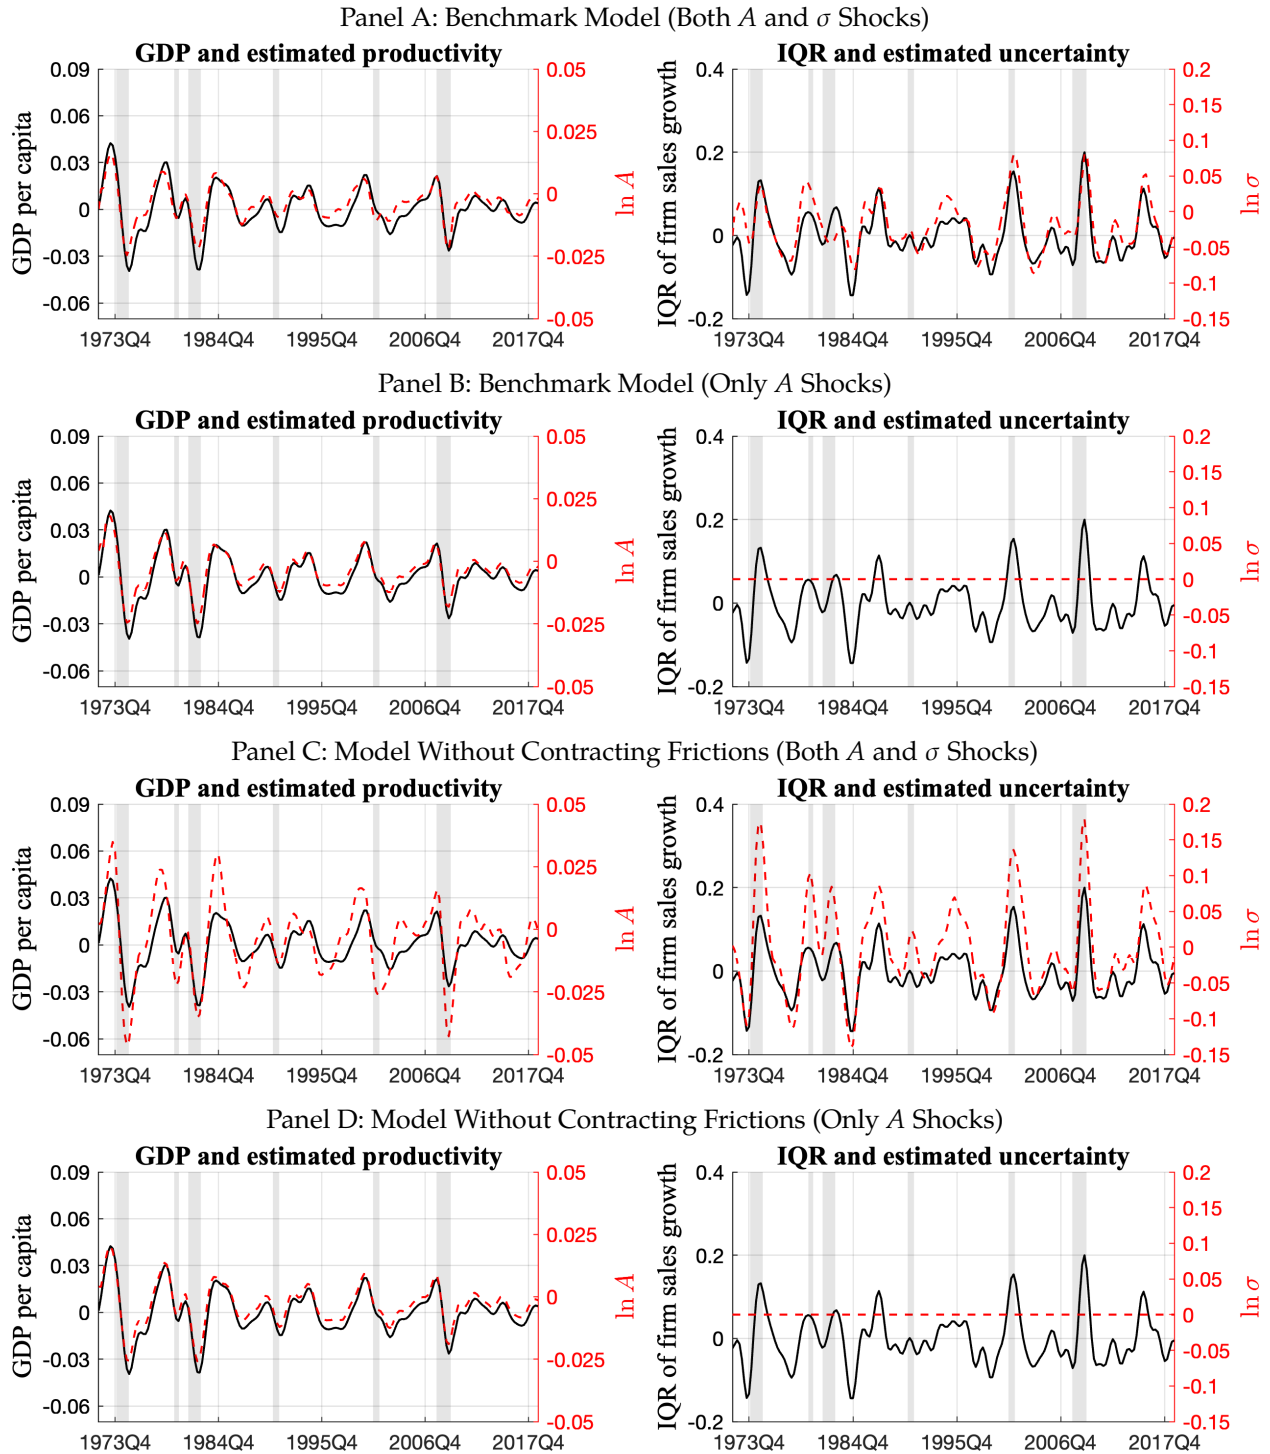 Panel A: Benchmark Model (Both A and σ Shocks)
GDP and estimated productivity
0.09
0.06
0.03
0
-0.03
-0.06
GDP per capita
0.05
0.025
0
-0.025
-0.05
ln A
1973Q4 1984Q4 1995Q4 2006Q4 2017Q4
IQR and estimated uncertainty
0.4
0.2
0
-0.2
IQR of firm sales growth
0.2
0.15
0.1
0.05
0
-0.05
-0.1
-0.15
ln σ
1973Q4 1984Q4 1995Q4 2006Q4 2017Q4
Panel B: Benchmark Model (Only A Shocks)
GDP and estimated productivity
0.09
0.06
0.03
0
-0.03
-0.06
GDP per capita
0.05
0.025
0
-0.025
-0.05
ln A
1973Q4 1984Q4 1995Q4 2006Q4 2017Q4
IQR and estimated uncertainty
0.4
0.2
0
-0.2
IQR of firm sales growth
0.2
0.15
0.1
0.05
0
-0.05
-0.1
-0.15
ln σ
1973Q4 1984Q4 1995Q4 2006Q4 2017Q4
Panel C: Model Without Contracting Frictions (Both A and σ Shocks)
GDP and estimated productivity
0.09
0.06
0.03
0
-0.03
-0.06
GDP per capita
0.05
0.025
0
-0.025
-0.05
ln A
1973Q4 1984Q4 1995Q4 2006Q4 2017Q4
IQR and estimated uncertainty
0.4
0.2
0
-0.2
IQR of firm sales growth
0.2
0.15
0.1
0.05
0
-0.05
-0.1
-0.15
ln σ
1973Q4 1984Q4 1995Q4 2006Q4 2017Q4
Panel D: Model Without Contracting Frictions (Only A Shocks)
GDP and estimated productivity
0.09
0.06
0.03
0
-0.03
-0.06
GDP per capita
0.05
0.025
0
-0.025
-0.05
ln A
1973Q4 1984Q4 1995Q4 2006Q4 2017Q4
IQR and estimated uncertainty
0.4
0.2
0
-0.2
IQR of firm sales growth
0.2
0.15
0.1
0.05
0
-0.05
-0.1
-0.15
ln σ
1973Q4 1984Q4 1995Q4 2006Q4 2017Q4